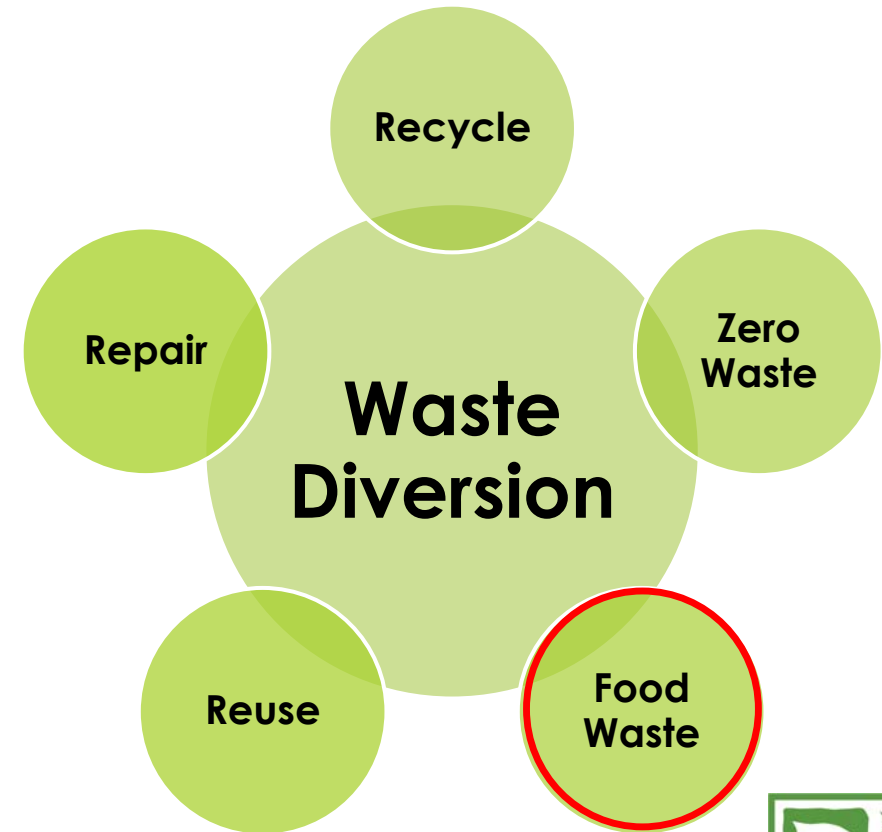 Recycle
Zero
Waste
Repair
Waste
Diversion
Food
Waste
Reuse